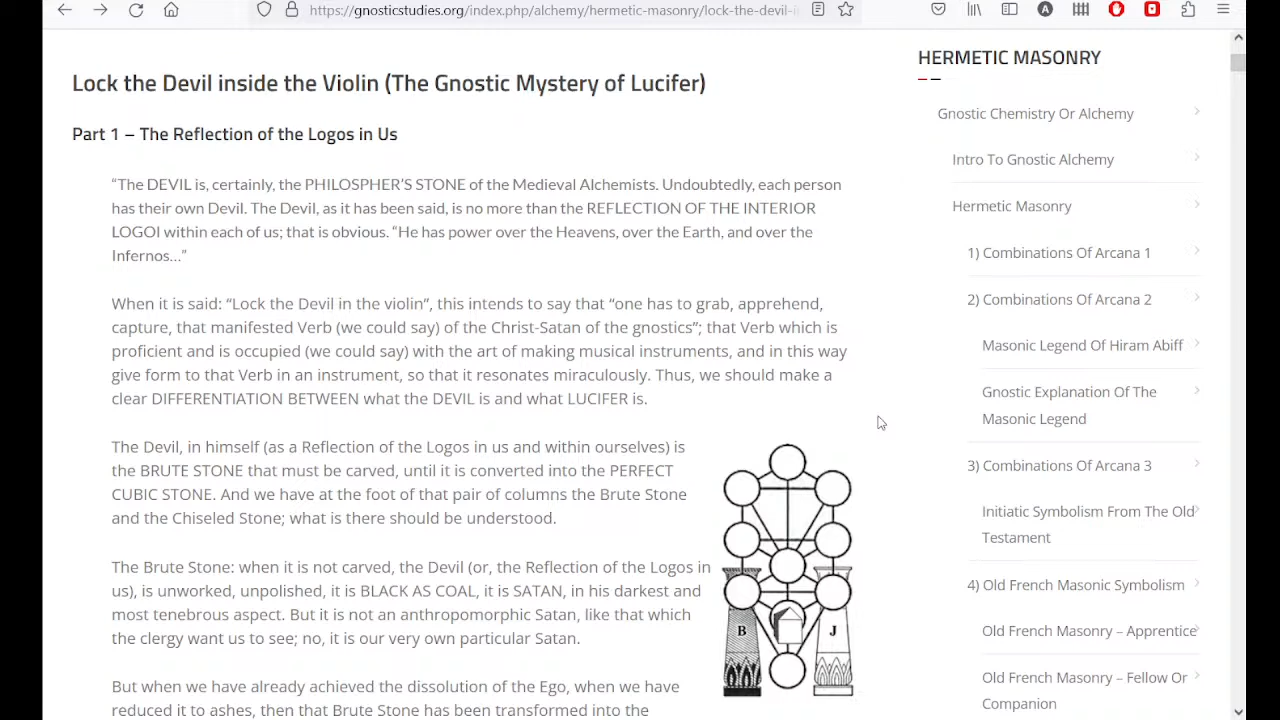 https://gnosticstudies.org/index.php/alchemy/hermetic-masonry/lock-the-devil-i
Lock the Devil inside the Violin (The Gnostic Mystery of Lucifer)
Part 1 – The Reflection of the Logos in Us
“The DEVIL is, certainly, the PHILOSPHER’S STONE of the Medieval Alchemists. Undoubtedly, each person
has their own Devil. The Devil, as it has been said, is no more than the REFLECTION OF THE INTERIOR
LOGOI within each of us; that is obvious. “He has power over the Heavens, over the Earth, and over the
Infernos…”
When it is said: “Lock the Devil in the violin”, this intends to say that “one has to grab, apprehend,
capture, that manifested Verb (we could say) of the Christ-Satan of the gnostics”; that Verb which is
proficient and is occupied (we could say) with the art of making musical instruments, and in this way
give form to that Verb in an instrument, so that it resonates miraculously. Thus, we should make a
clear DIFFERENTIATION BETWEEN what the DEVIL is and what LUCIFER is.
The Devil, in himself (as a Reflection of the Logos in us and within ourselves) is
the BRUTE STONE that must be carved, until it is converted into the PERFECT
CUBIC STONE. And we have at the foot of that pair of columns the Brute Stone
and the Chiseled Stone; what is there should be understood.
The Brute Stone: when it is not carved, the Devil (or, the Reflection of the Logos in
us), is unworked, unpolished, it is BLACK AS COAL, it is SATAN, in his darkest and
most tenebrous aspect. But it is not an anthropomorphic Satan, like that which
the clergy want us to see; no, it is our very own particular Satan.
But when we have already achieved the dissolution of the Ego, when we have
reduced it to ashes, then that Brute Stone has been transformed into the
B
J
HERMETIC MASONRY
Gnostic Chemistry Or Alchemy
Intro To Gnostic Alchemy
Hermetic Masonry
1) Combinations Of Arcana 1
2) Combinations Of Arcana 2
Masonic Legend Of Hiram Abiff
Gnostic Explanation Of The
Masonic Legend
3) Combinations Of Arcana 3
Initiatic Symbolism From The Old
Testament
4) Old French Masonic Symbolism
Old French Masonry – Apprentice
Old French Masonry – Fellow Or
Companion